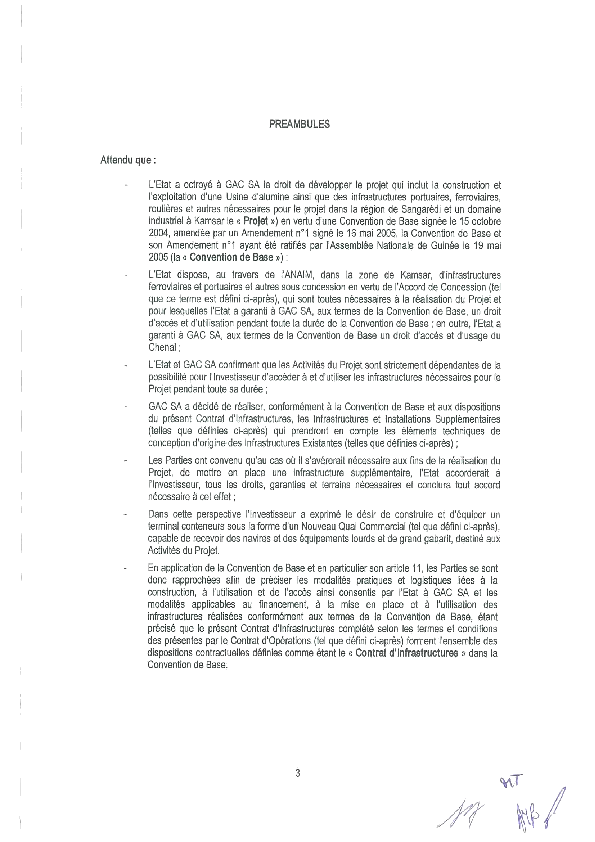 PREAMBULES
Attendu que :
- L'Etat a octroyé à GAC SA le droit de développer le projet qui inclut la construction et
l'exploitation d'une Usine d'alumine ainsi que des infrastructures portuaires, ferroviaires,
routières et autres nécessaires pour le projet dans la région de Sangarédi et un domaine
industriel à Kamsar le « Projet ») en vertu d'une Convention de Base signée le 15 octobre
2004, amendée par un Amendement n°1 signé le 16 mai 2005, la Convention de Base et
son Amendement n°1 ayant été ratifiés par l'Assemblée Nationale de Guinée le 19 mai
2005 (la « Convention de Base ») ;
- L'Etat dispose, au travers de l'ANAIM, dans la zone de Kamsar, d'infrastructures
ferroviaires et portuaires et autres sous concession en vertu de l'Accord de Concession (tel
que ce terme est défini ci-après), qui sont toutes nécessaires à la réalisation du Projet et
pour lesquelles l'Etat a garanti à GAC SA, aux termes de la Convention de Base, un droit
d'accès et d'utilisation pendant toute la durée de la Convention de Base ; en outre, l'Etat a
garanti à GAC SA, aux termes de la Convention de Base un droit d'accès et d'usage du
Chenal ;
- L'Etat et GAC SA confirment que les Activités du Projet sont strictement dépendantes de la
possibilité pour l'Investisseur d'accéder à et d'utiliser les infrastructures nécessaires pour le
Projet pendant toute sa durée ;
- GAC SA a décidé de réaliser, conformément à la Convention de Base et aux dispositions
du présent Contrat d'Infrastructures, les Infrastructures et Installations Supplémentaires
(telles que définies ci-après) qui prendront en compte les éléments techniques de
conception d'origine des Infrastructures Existantes (telles que définies ci-après) ;
- Les Parties ont convenu qu'au cas où il s'avérerait nécessaire aux fins de la réalisation du
Projet, de mettre en place une infrastructure supplémentaire, l'Etat accorderait à
l'Investisseur, tous les droits, garanties et terrains nécessaires et conclura tout accord
nécessaire à cet effet ;
- Dans cette perspective l'Investisseur a exprimé le désir de construire et d'équiper un
terminal conteneurs sous la forme d'un Nouveau Quai Commercial (tel que défini ci-après),
capable de recevoir des navires et des équipements lourds et de grand gabarit, destiné aux
Activités du Projet.
- En application de la Convention de Base et en particulier son article 11, les Parties se sont
donc rapprochées afin de préciser les modalités pratiques et logistiques liées à la
construction, à l'utilisation et de l'accès ainsi consentis par l'Etat à GAC SA et les
modalités applicables au financement, à la mise en place et à l'utilisation des
infrastructures réalisées conformément aux termes de la Convention de Base, étant
précisé que le présent Contrat d'Infrastructures complété selon les termes et conditions
des présentes par le Contrat d'Opérations (tel que défini ci-après) forment l'ensemble des
dispositions contractuelles définies comme étant le « Contrat d'Infrastructures » dans la
Convention de Base.
3